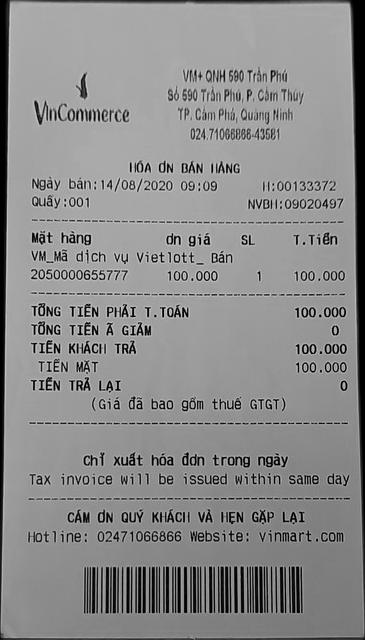 VinCommerce
VM+ QNH 590 Trần Phú
Số 590 Trần Phú, P. Cẩm Thủy
TP. Cẩm Phả, Quảng Ninh
024.71066866-43581
HÓA ƠN BÁN HÀNG
Ngày bán:14/08/2020 09:09 H:00133372
Quầy:001 NVBH:09020497
Mặt hàng ơn giá SL T.Tiền
VM_Mã dịch vụ Vietlott_ Bán
2050000655777 100.000 1 100.000
TỔNG TIỀN PHẢI T.TOÁN 100.000
TỔNG TIỀN Ã GIẢM 0
TIỀN KHÁCH TRẢ 100.000
TIỀN MẶT 100.000
TIỀN TRẢ LẠI 0
(Giá đã bao gồm thuế GTGT)
Chỉ xuất hóa đơn trong ngày
Tax invoice will be issued within same day
CẢM ƠN QUÝ KHÁCH VÀ HẸN GẶP LẠI
Hotline: 02471066866 Website: vinmart.com